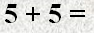 5 + 5 =